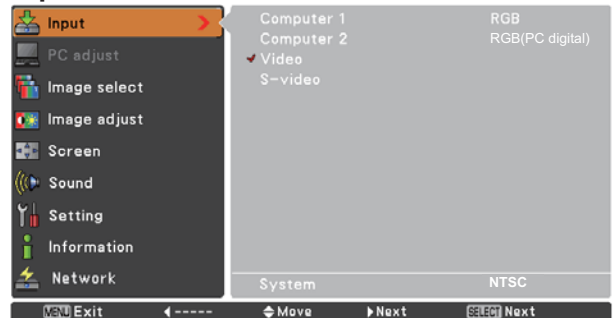 Input
PC adjust
Image select
Image adjust
Screen
Sound
Setting
Information
Network
Computer 1 RGB
Computer 2 RGB(PC digital)
Video
S-video
System NTSC
MENU Exit ----- Move Next SELECT Next